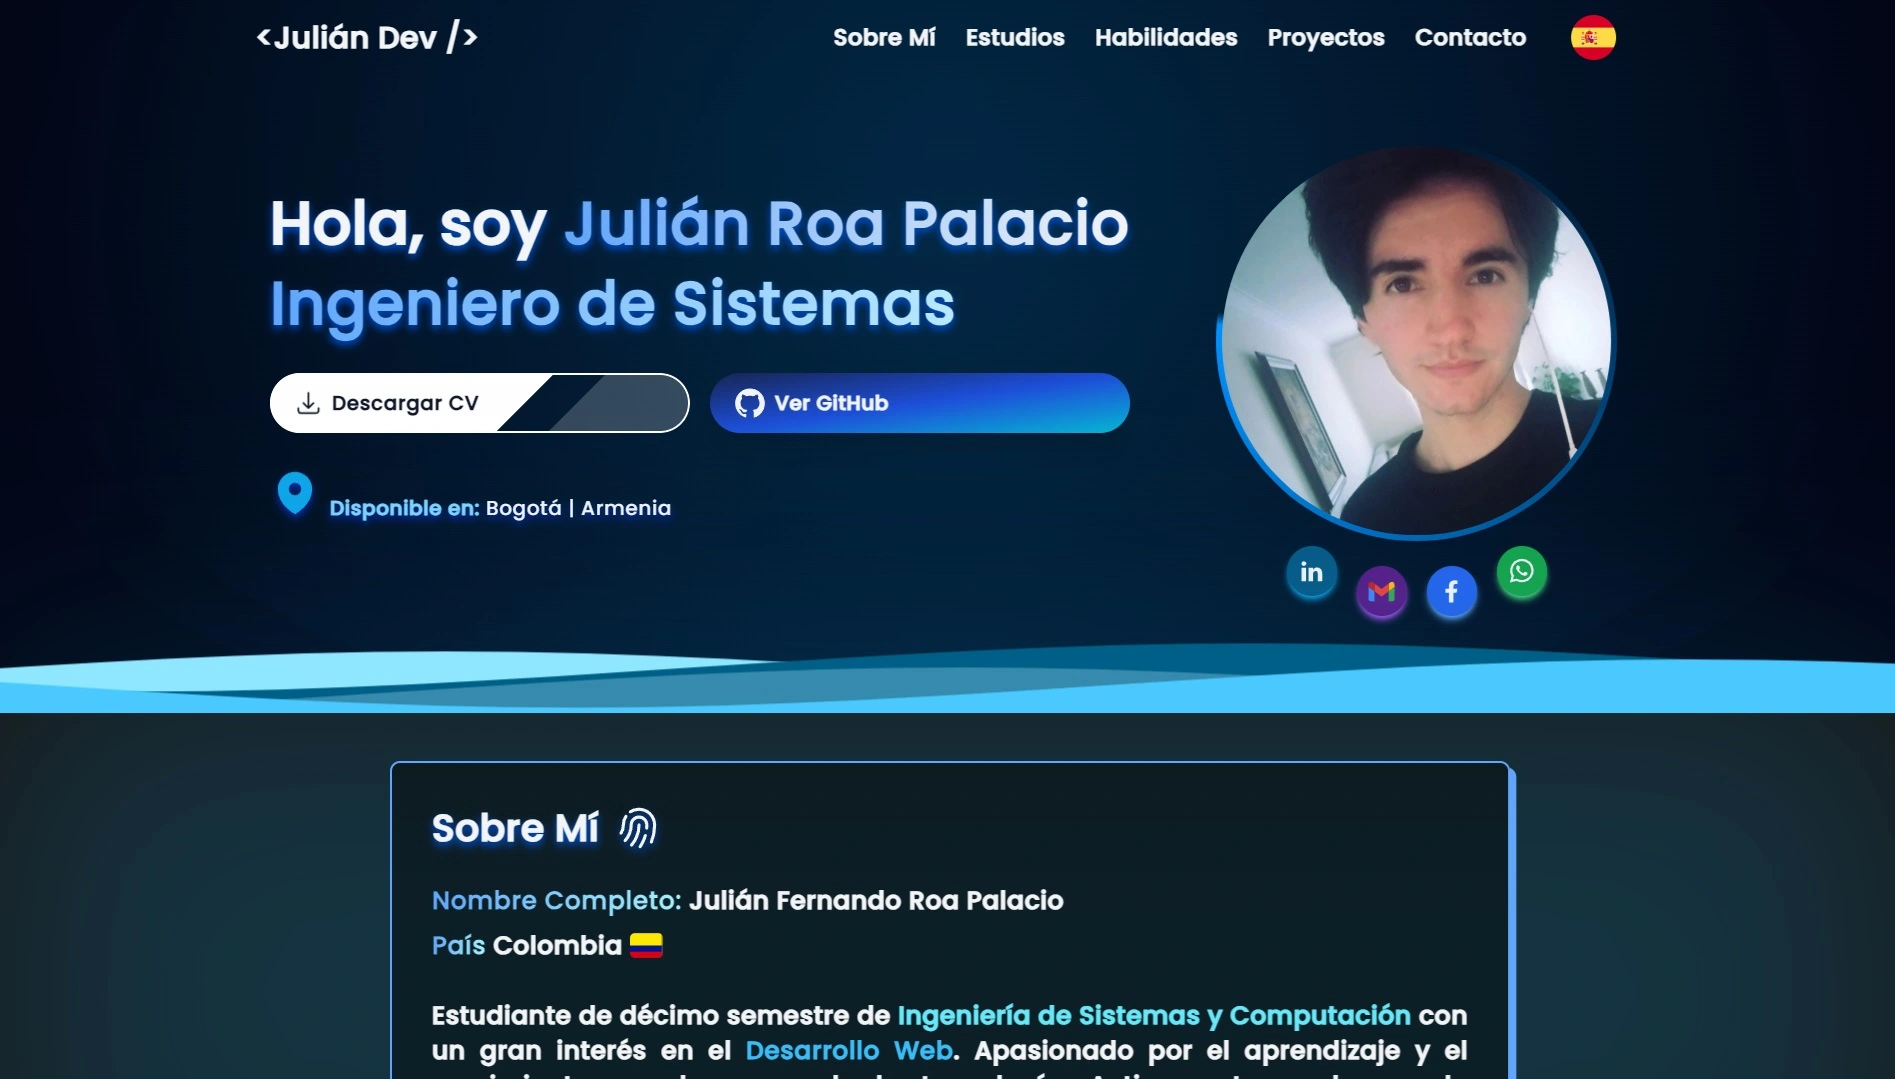 <Julián Dev />
Sobre Mí Estudios Habilidades Proyectos Contacto
Hola, soy Julián Roa Palacio
Ingeniero de Sistemas
Descargar CV
Ver GitHub
Disponible en: Bogotá | Armenia
in
f
Sobre Mí
Nombre Completo: Julián Fernando Roa Palacio
País Colombia
Estudiante de décimo semestre de Ingeniería de Sistemas y Computación con
un gran interés en el Desarrollo Web. Apasionado por el aprendizaje y el